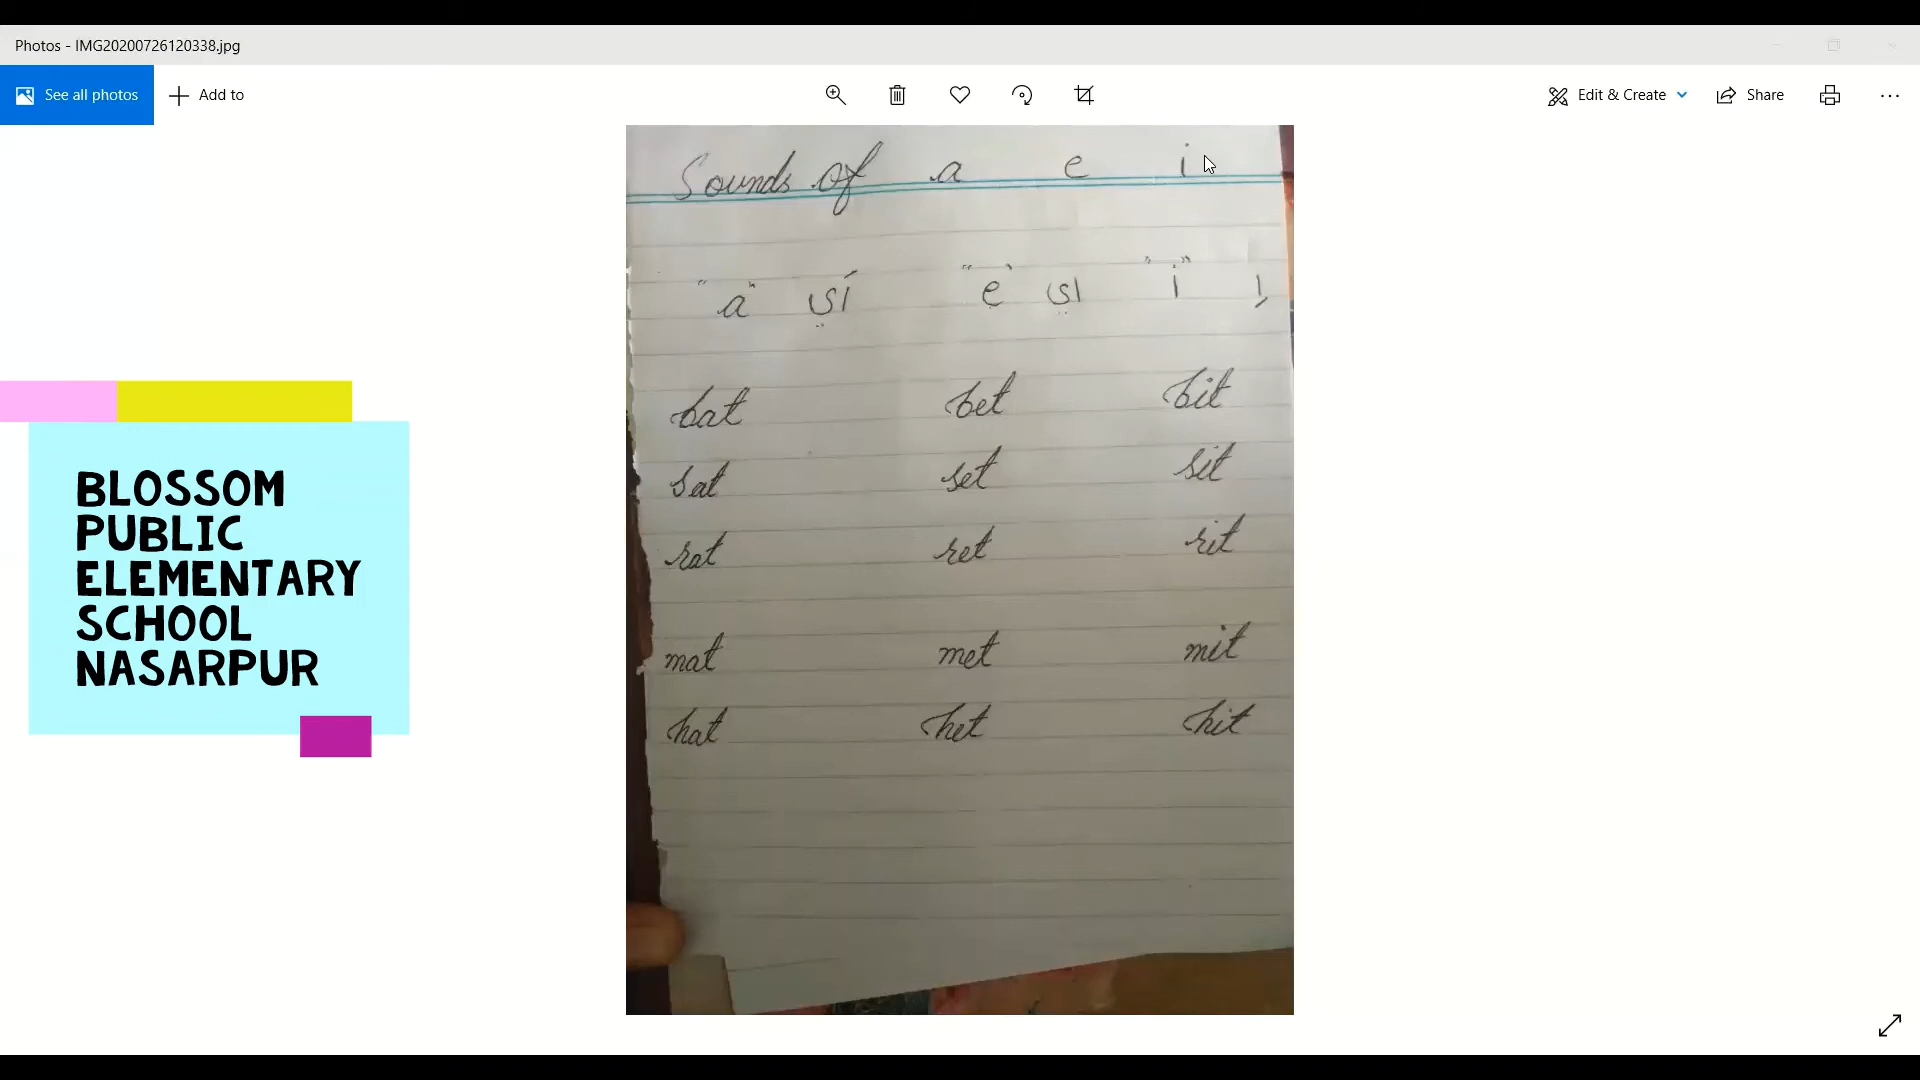 Photos - IMG20200726120338.jpg
See all photos
Add to
Edit & Create
Share
Sounds of a e i
"a" اَي "e" اي "i" اِ
bat bet bit
sat set sit
rat ret rit
mat met mit
hat het hit
BLOSSOM
PUBLIC
ELEMENTARY
SCHOOL
NASARPUR